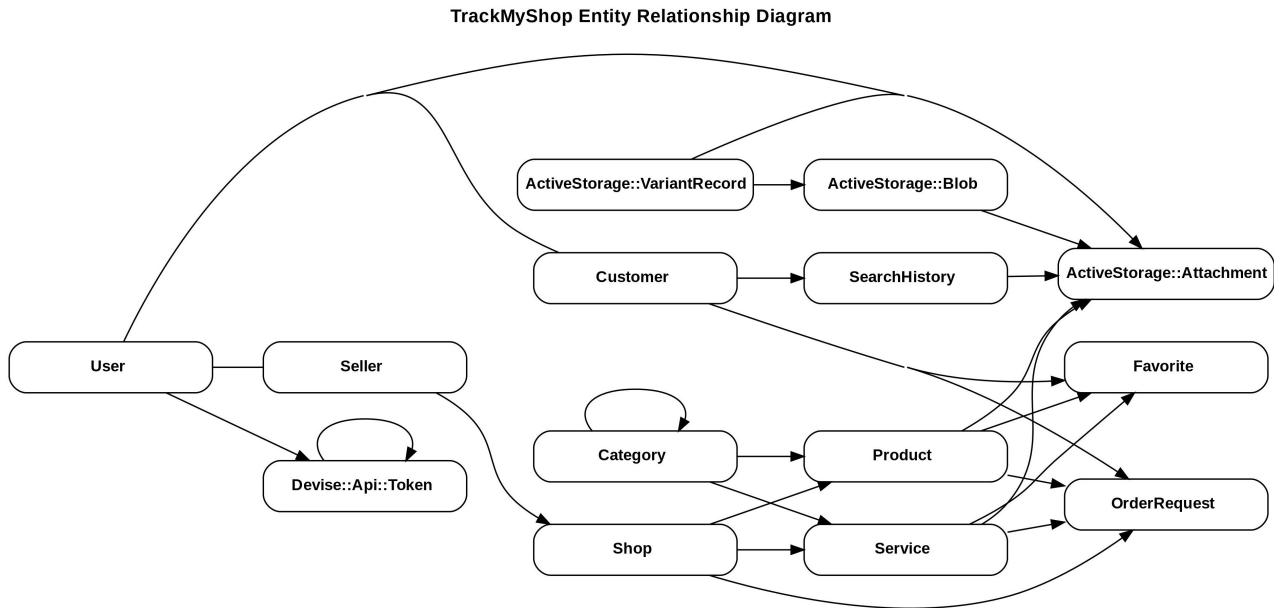 TrackMyShop Entity Relationship Diagram
ActiveStorage::VariantRecord
ActiveStorage::Blob
Customer
SearchHistory
ActiveStorage::Attachment
User
Seller
Favorite
Devise::Api::Token
Category
Product
OrderRequest
Shop
Service